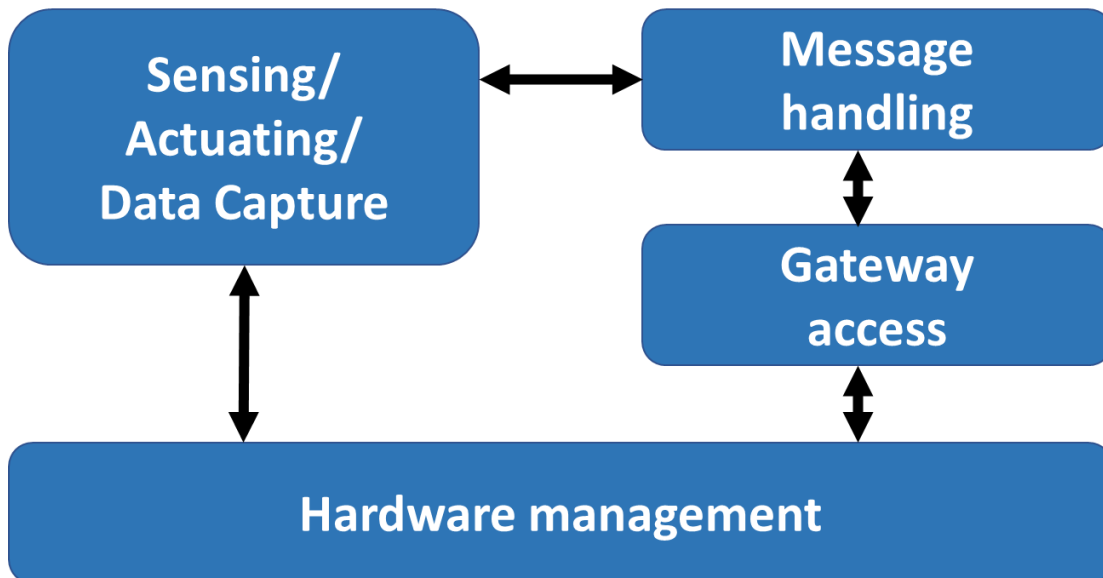 Sensing/
Actuating/
Data Capture
Message
handling
Gateway
access
Hardware management